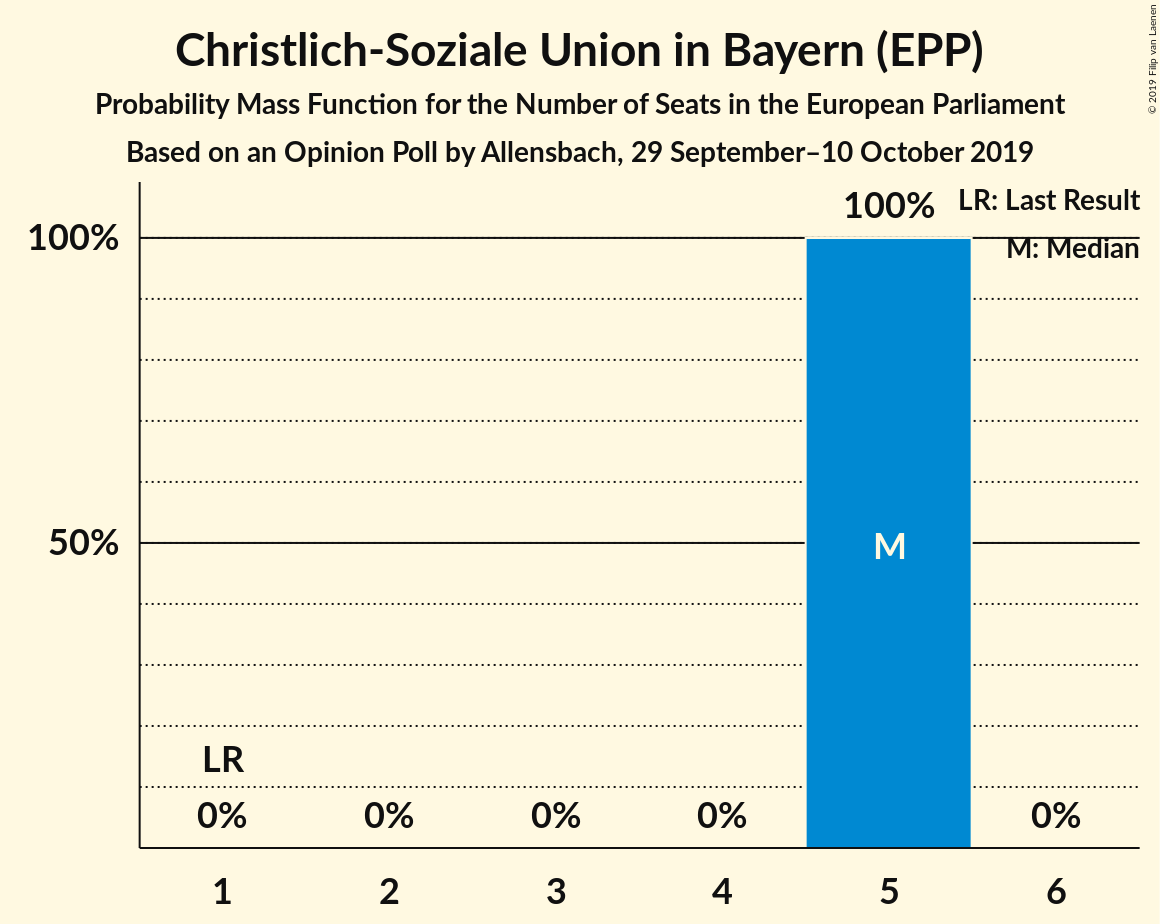 Christlich-Soziale Union in Bayern (EPP)
Probability Mass Function for the Number of Seats in the European Parliament
Based on an Opinion Poll by Allensbach, 29 September–10 October 2019
© 2019 Filip van Laenen
100%
LR: Last Result
100%
M: Median
50%
M
LR
0%
0%
0%
0%
0%
1
2
3
4
5
6